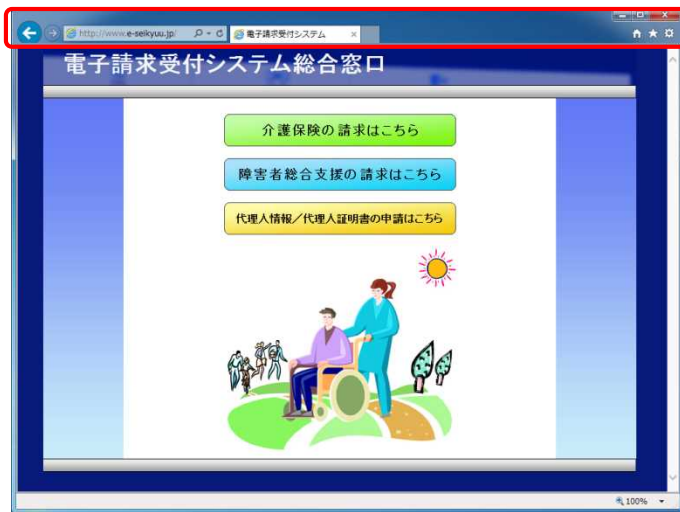 http://www.e-seikyuu.jp/
電子請求受付システム
電子請求受付システム総合窓口
介護保険の請求はこちら
障害者総合支援の請求はこちら
代理人情報／代理人証明書の申請はこちら
100%